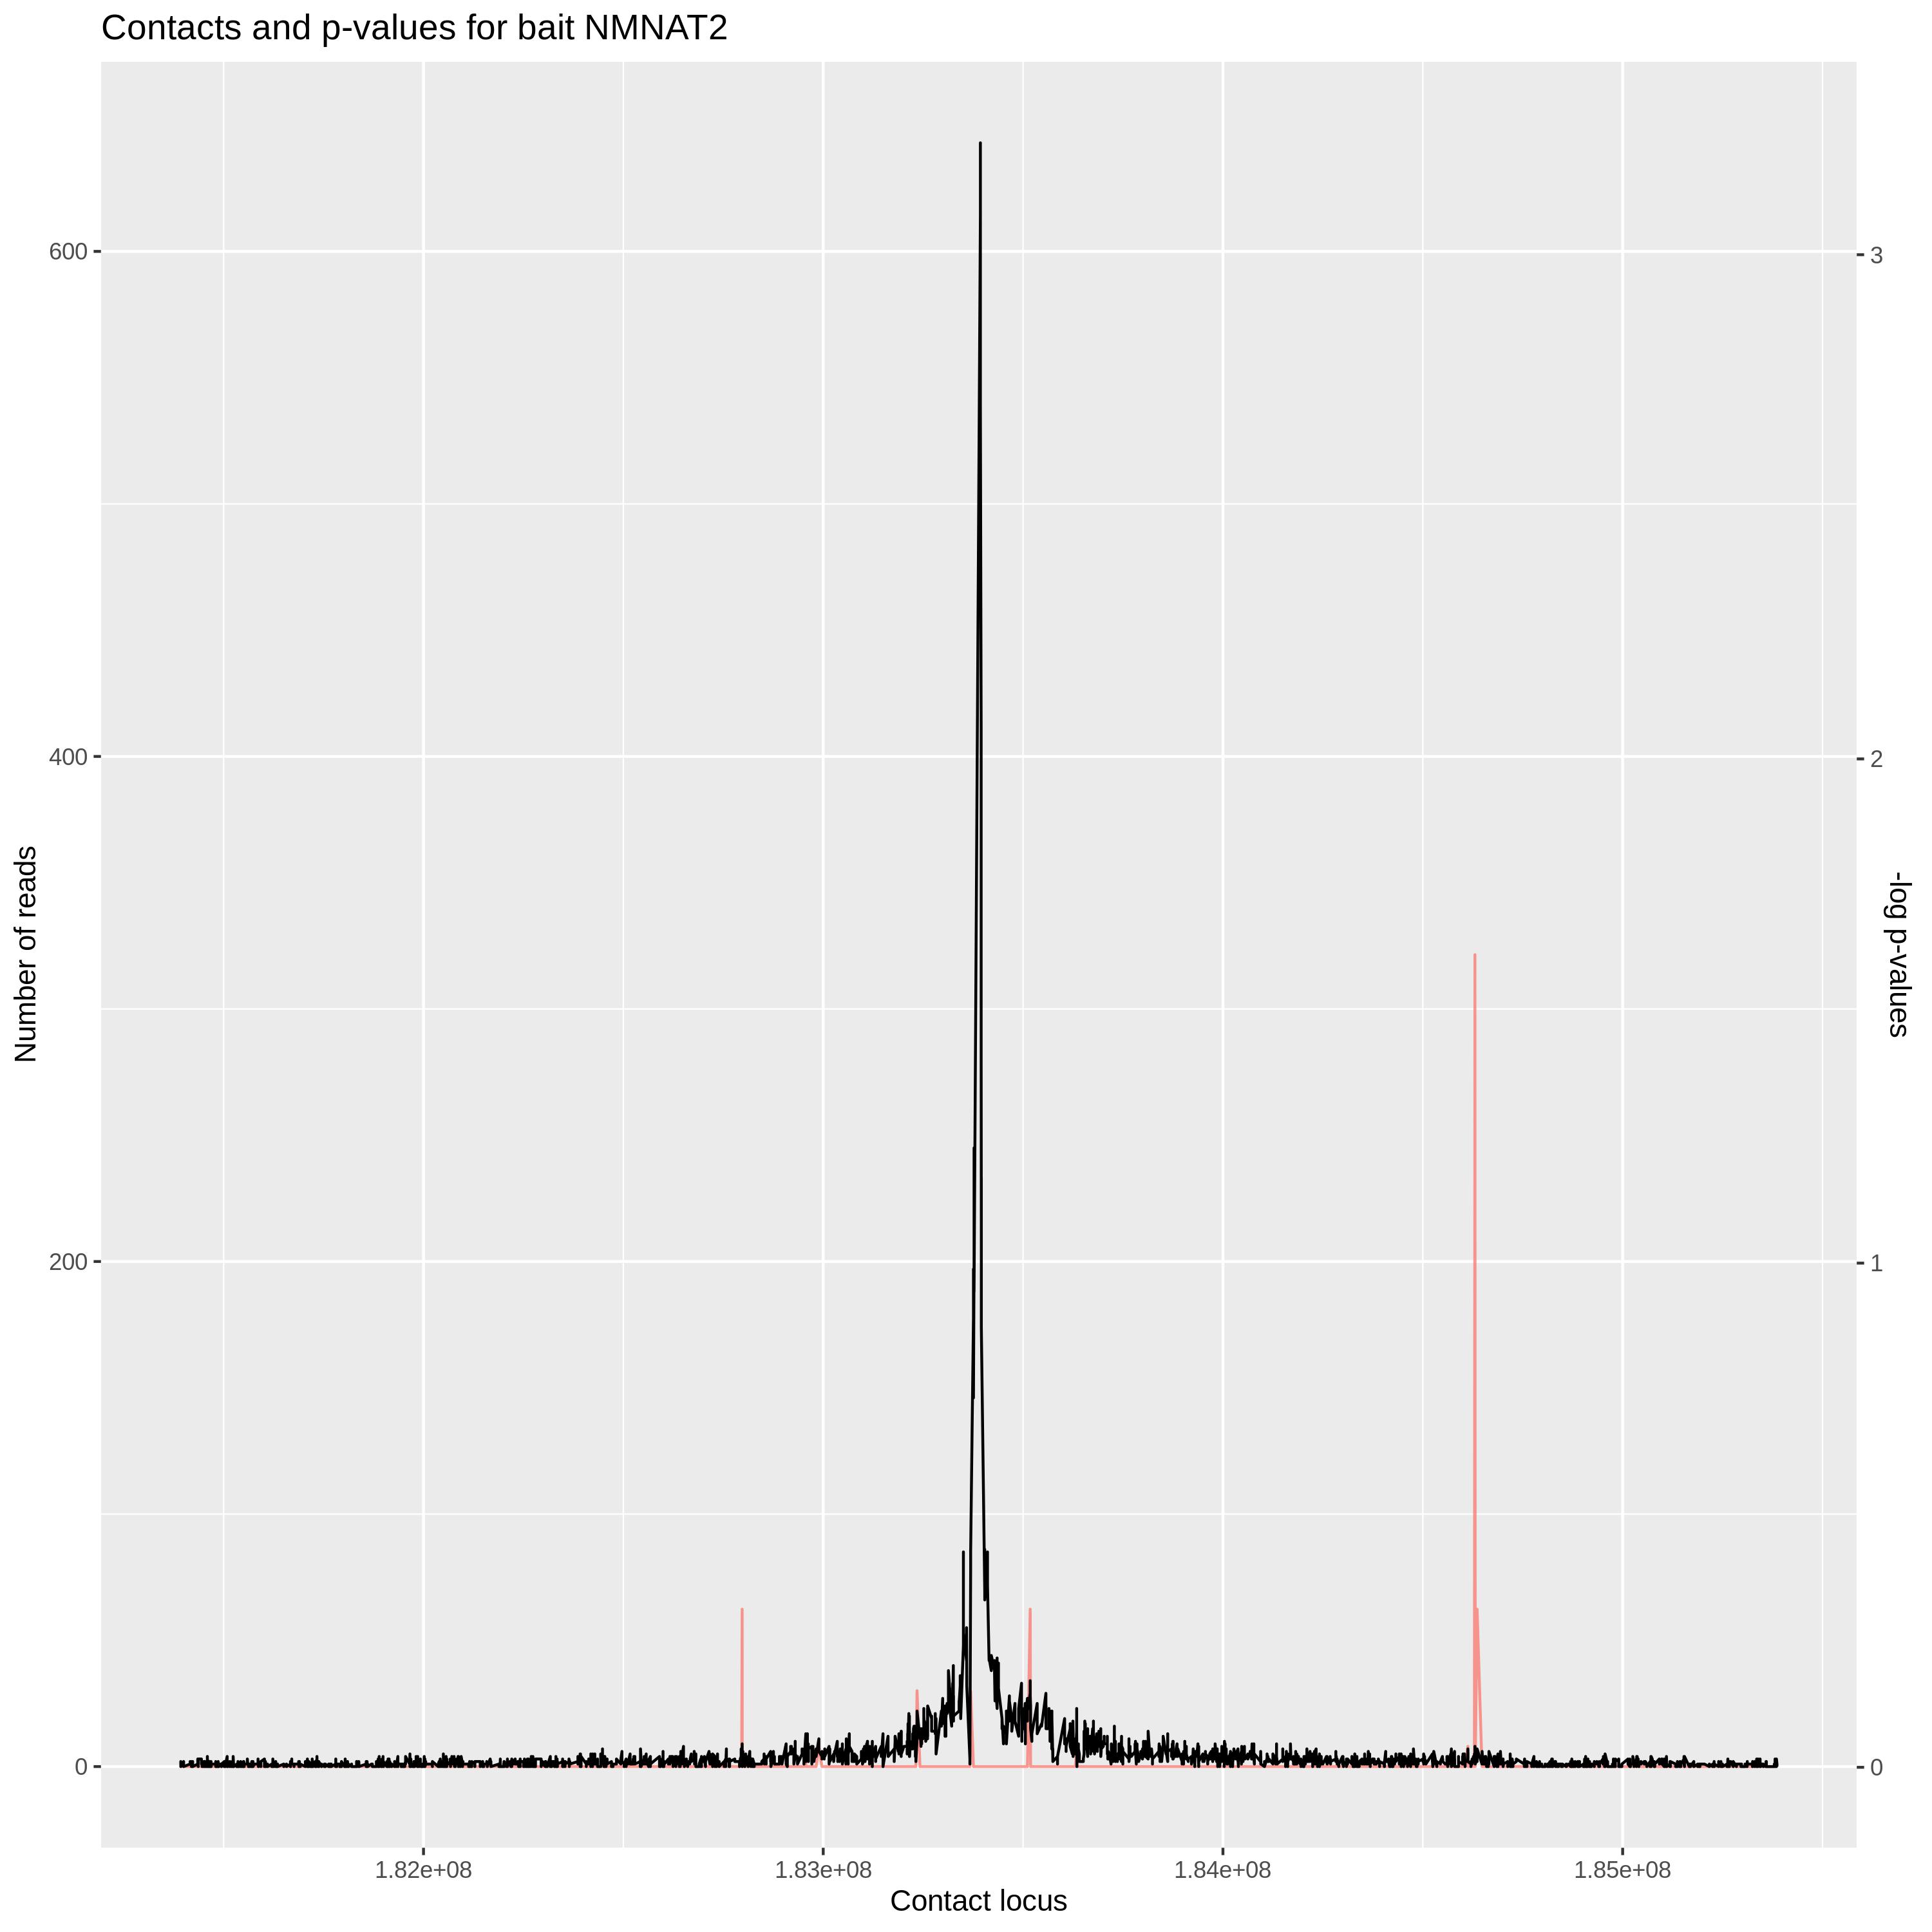 Contacts and p-values for bait NMNAT2
600
400
200
0
Number of reads
3
2
1
0
-log p-values
1.82e+08
1.83e+08
1.84e+08
1.85e+08
Contact locus